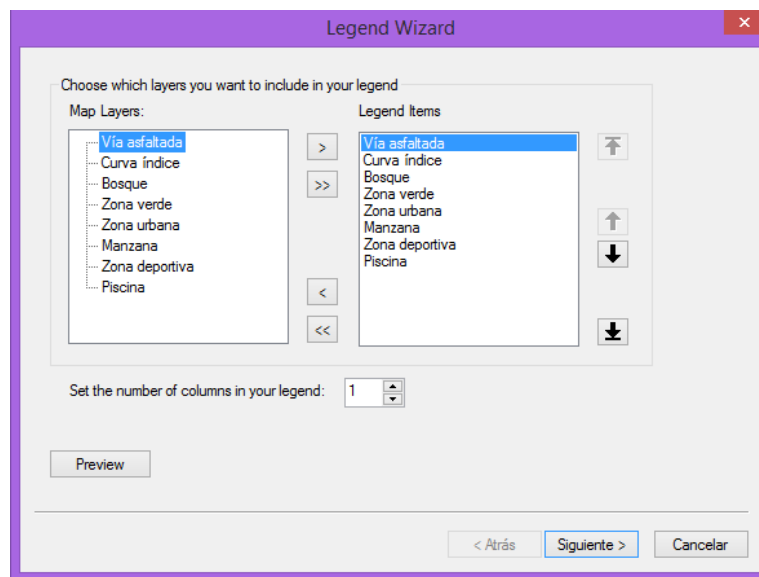 Legend Wizard
Choose which layers you want to include in your legend
Map Layers:
Vía asfaltada
Curva índice
Bosque
Zona verde
Zona urbana
Manzana
Zona deportiva
Piscina
>
>>
<
<<
Legend Items
Vía asfaltada
Curva índice
Bosque
Zona verde
Zona urbana
Manzana
Zona deportiva
Piscina
Set the number of columns in your legend: 1
Preview
< Atrás Siguiente > Cancelar